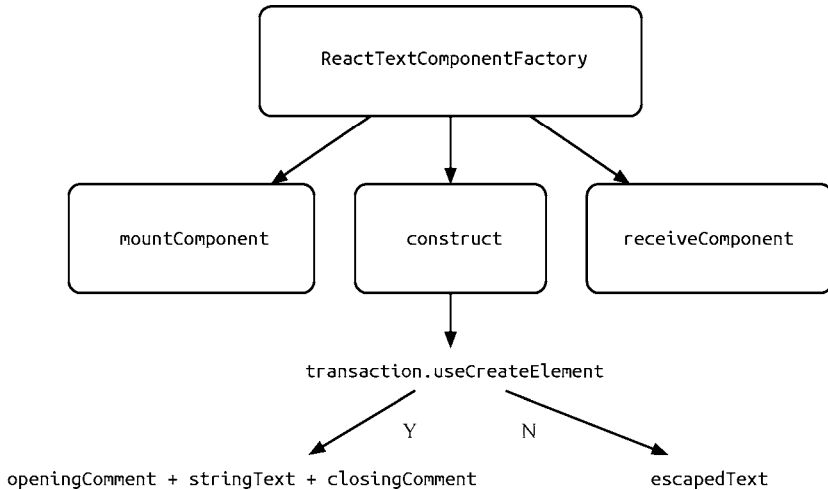 ReactTextComponentFactory
mountComponent
construct
receiveComponent
transaction.useCreateElement
Y
N
openingComment + stringText + closingComment
escapedText